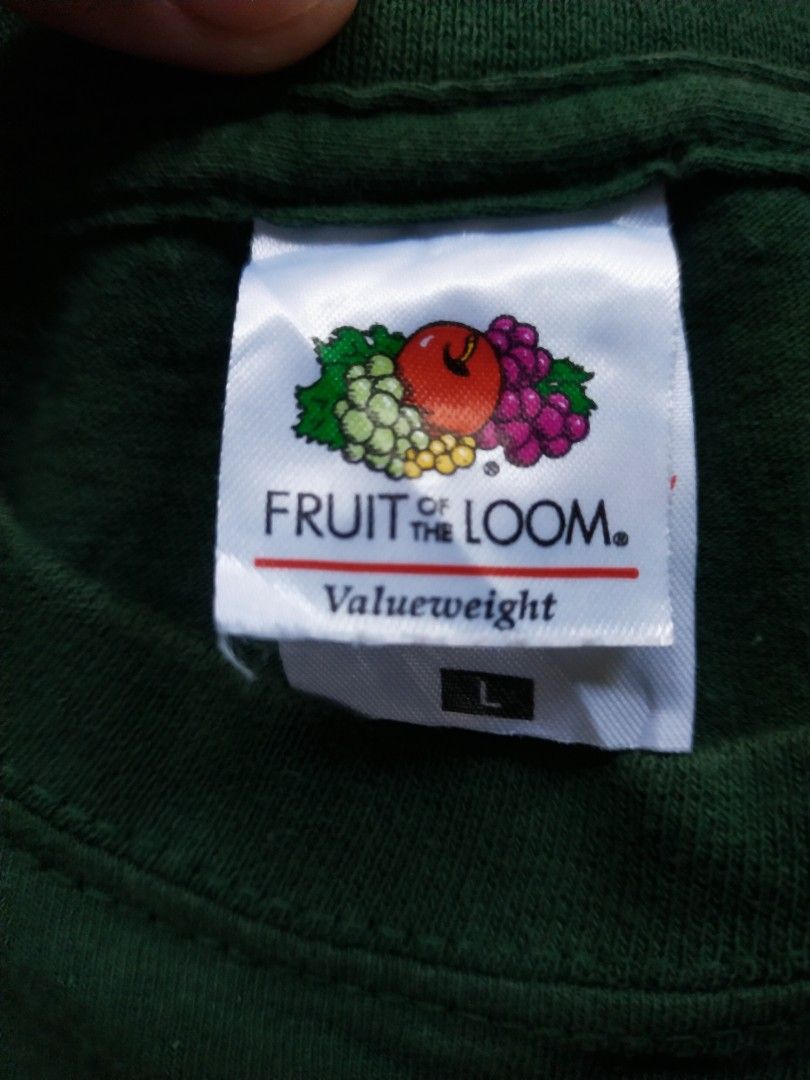 ®
FRUIT OF THE LOOM®
Valueweight
L